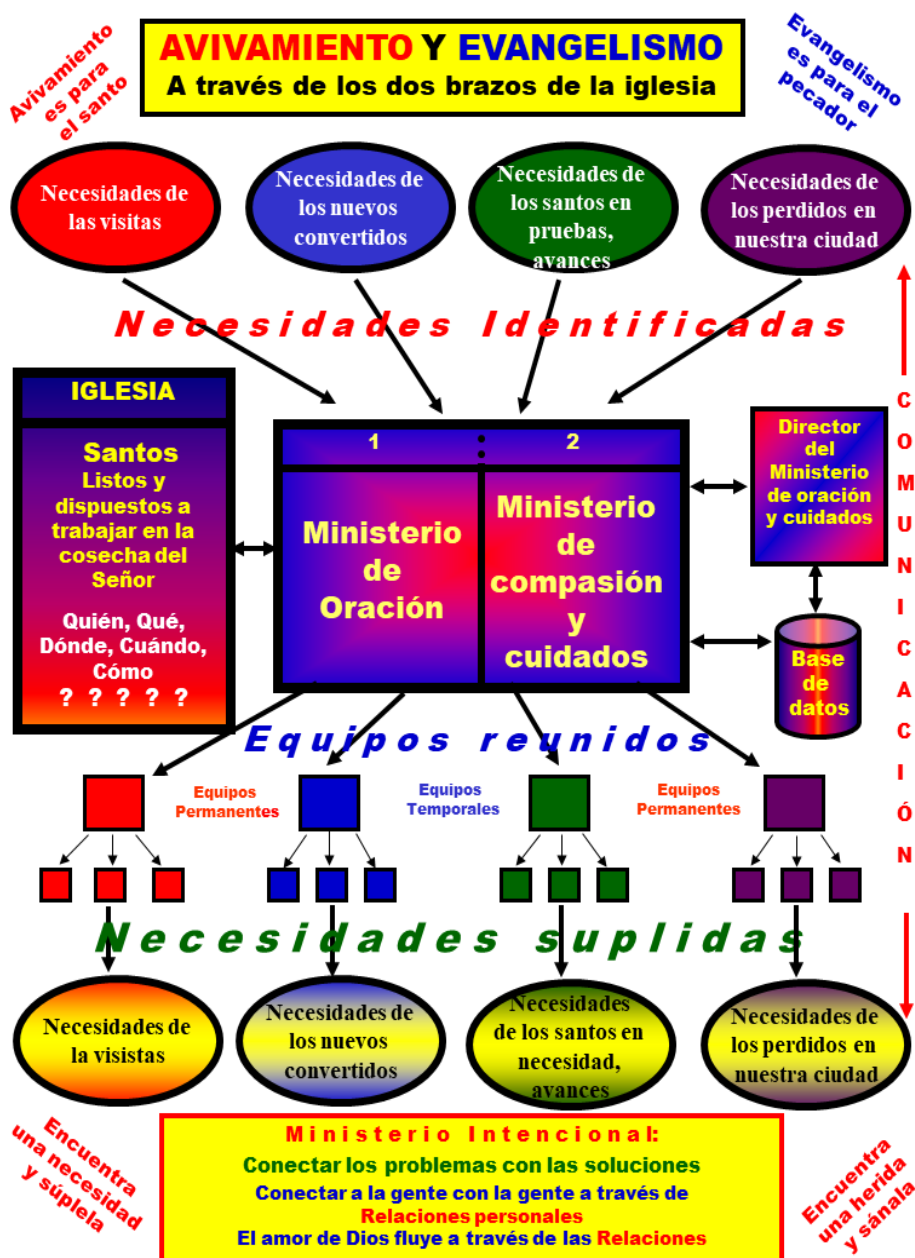 Avivamiento
es para
el santo
AVIVAMIENTO Y EVANGELISMO
A través de los dos brazos de la iglesia
Evangelismo
es para el
pecador
Necesidades de
las visitas
Necesidades de
los nuevos
convertidos
Necesidades de
los santos en
pruebas,
avances
Necesidades de
los perdidos en
nuestra ciudad
Necesidades Identificadas
IGLESIA
Santos
Listos y
dispuestos a
trabajar en la
cosecha del
Señor
Quién, Qué,
Dónde, Cuándo,
Cómo
? ? ? ? ?
1
2
Ministerio
de
Oración
Ministerio
de
compasión
y
cuidados
Director
del
Ministerio
de oración
y cuidados
Base
de
datos
COMUNICACIÓN
Equipos reunidos
Equipos
Permanentes
Equipos
Temporales
Equipos
Permanentes
Necesidades suplidas
Necesidades de
la visistas
Necesidades de
los nuevos
convertidos
Necesidades
de los santos en
necesidad,
avances
Necesidades de
los perdidos en
nuestra ciudad
Encuentra
una necesidad
y súplela
Ministerio Intencional:
Conectar los problemas con las soluciones
Conectar a la gente con la gente a través de
Relaciones personales
El amor de Dios fluye a través de las Relaciones
Encuentra
una herida
y sánala